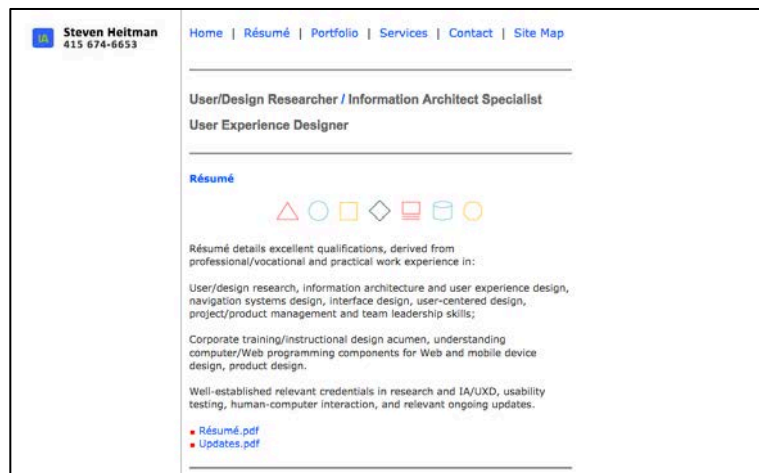 IA
Steven Heitman
415 674-6653
Home | Résumé | Portfolio | Services | Contact | Site Map
User/Design Researcher / Information Architect Specialist
User Experience Designer
Résumé
Résumé details excellent qualifications, derived from
professional/vocational and practical work experience in:
User/design research, information architecture and user experience design,
navigation systems design, interface design, user-centered design,
project/product management and team leadership skills;
Corporate training/instructional design acumen, understanding
computer/Web programming components for Web and mobile device
design, product design.
Well-established relevant credentials in research and IA/UXD, usability
testing, human-computer interaction, and relevant ongoing updates.
Résumé.pdf
Updates.pdf